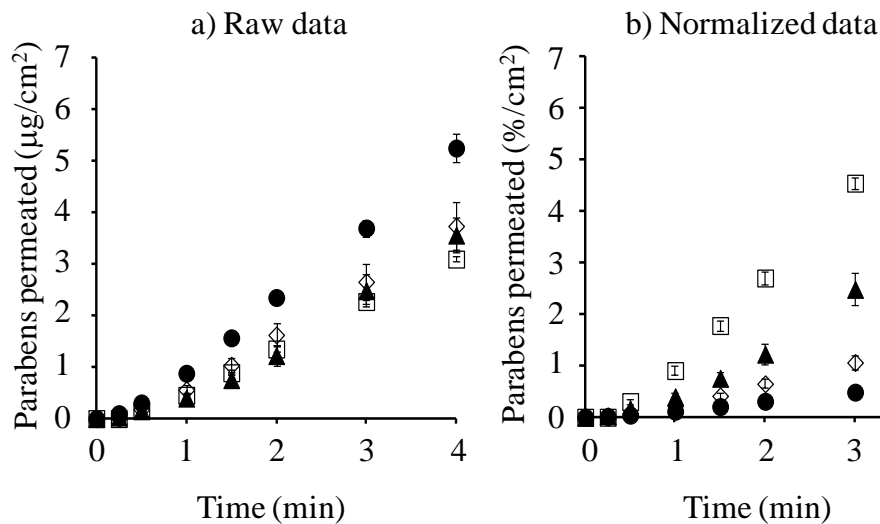 a) Raw data
7
6
5
4
3
2
1
0
Parabens permeated (µg/cm²)
0 1 2 3 4
Time (min)
b) Normalized data
7
6
5
4
3
2
1
0
Parabens permeated (%/cm²)
0 1 2 3
Time (min)